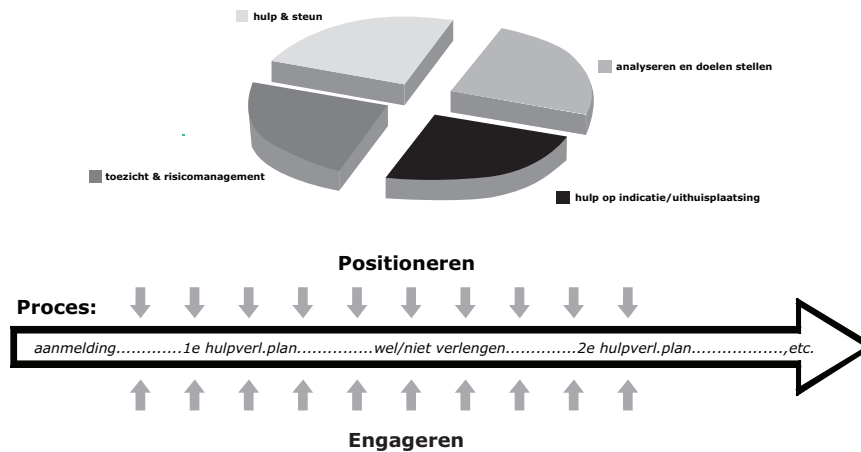 hulp & steun
analyseren en doelen stellen
toezicht & risicomanagement
hulp op indicatie/uithuisplaatsing
Positioneren
Proces:
aanmelding.............1e hulpverl.plan..............wel/niet verlengen.............2e hulpverl.plan.................,etc.
Engageren